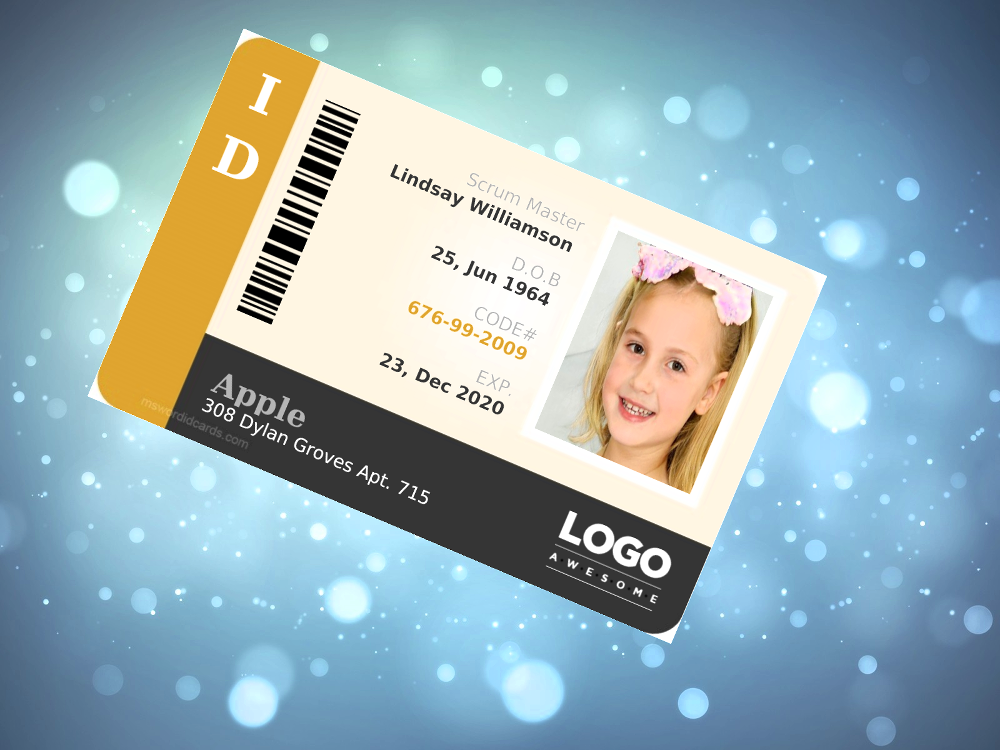 I
D
Scrum Master
Lindsay Williamson
D.O.B
25, Jun 1964
CODE#
676-99-2009
EXP.
23, Dec 2020
Apple
308 Dylan Groves Apt. 715
mswordidcards.com
LOGO
A·W·E·S·O·M·E